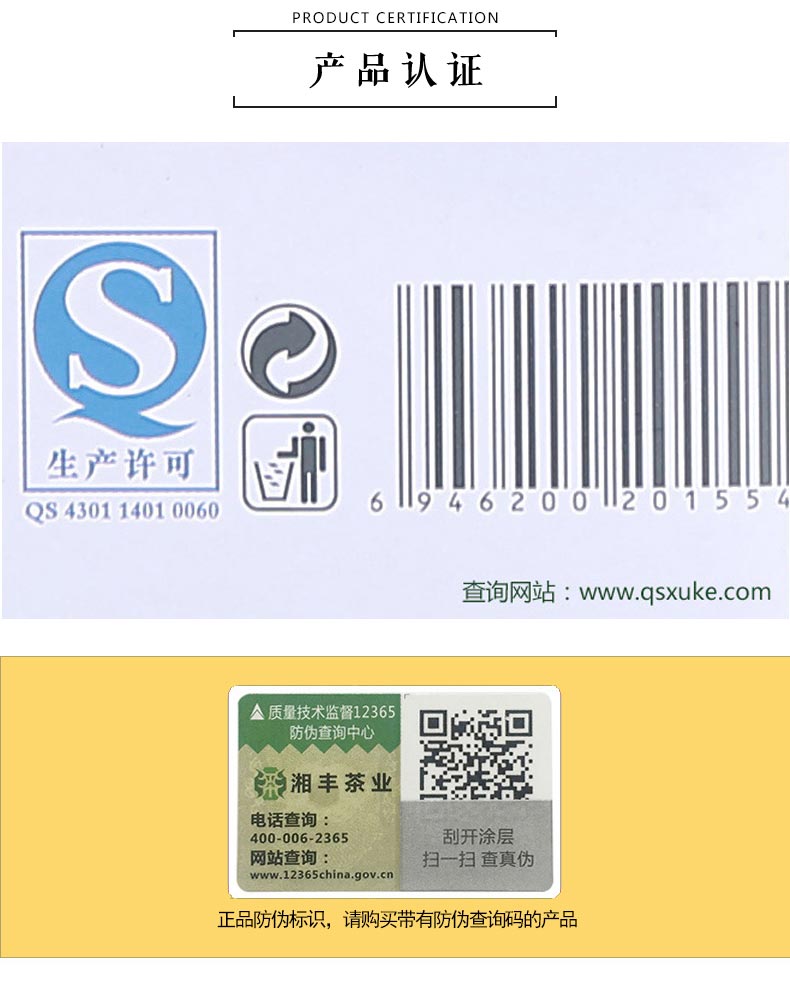 PRODUCT CERTIFICATION
产品认证
生产许可
QS 4301 1401 0060
6 946200 201554
查询网站：www.qsxuke.com
质量技术监督12365
防伪查询中心
湘丰茶业
电话查询：
400-006-2365
网站查询：
www.12365china.gov.cn
刮开涂层
扫一扫 查真伪
正品防伪标识，请购买带有防伪查询码的产品